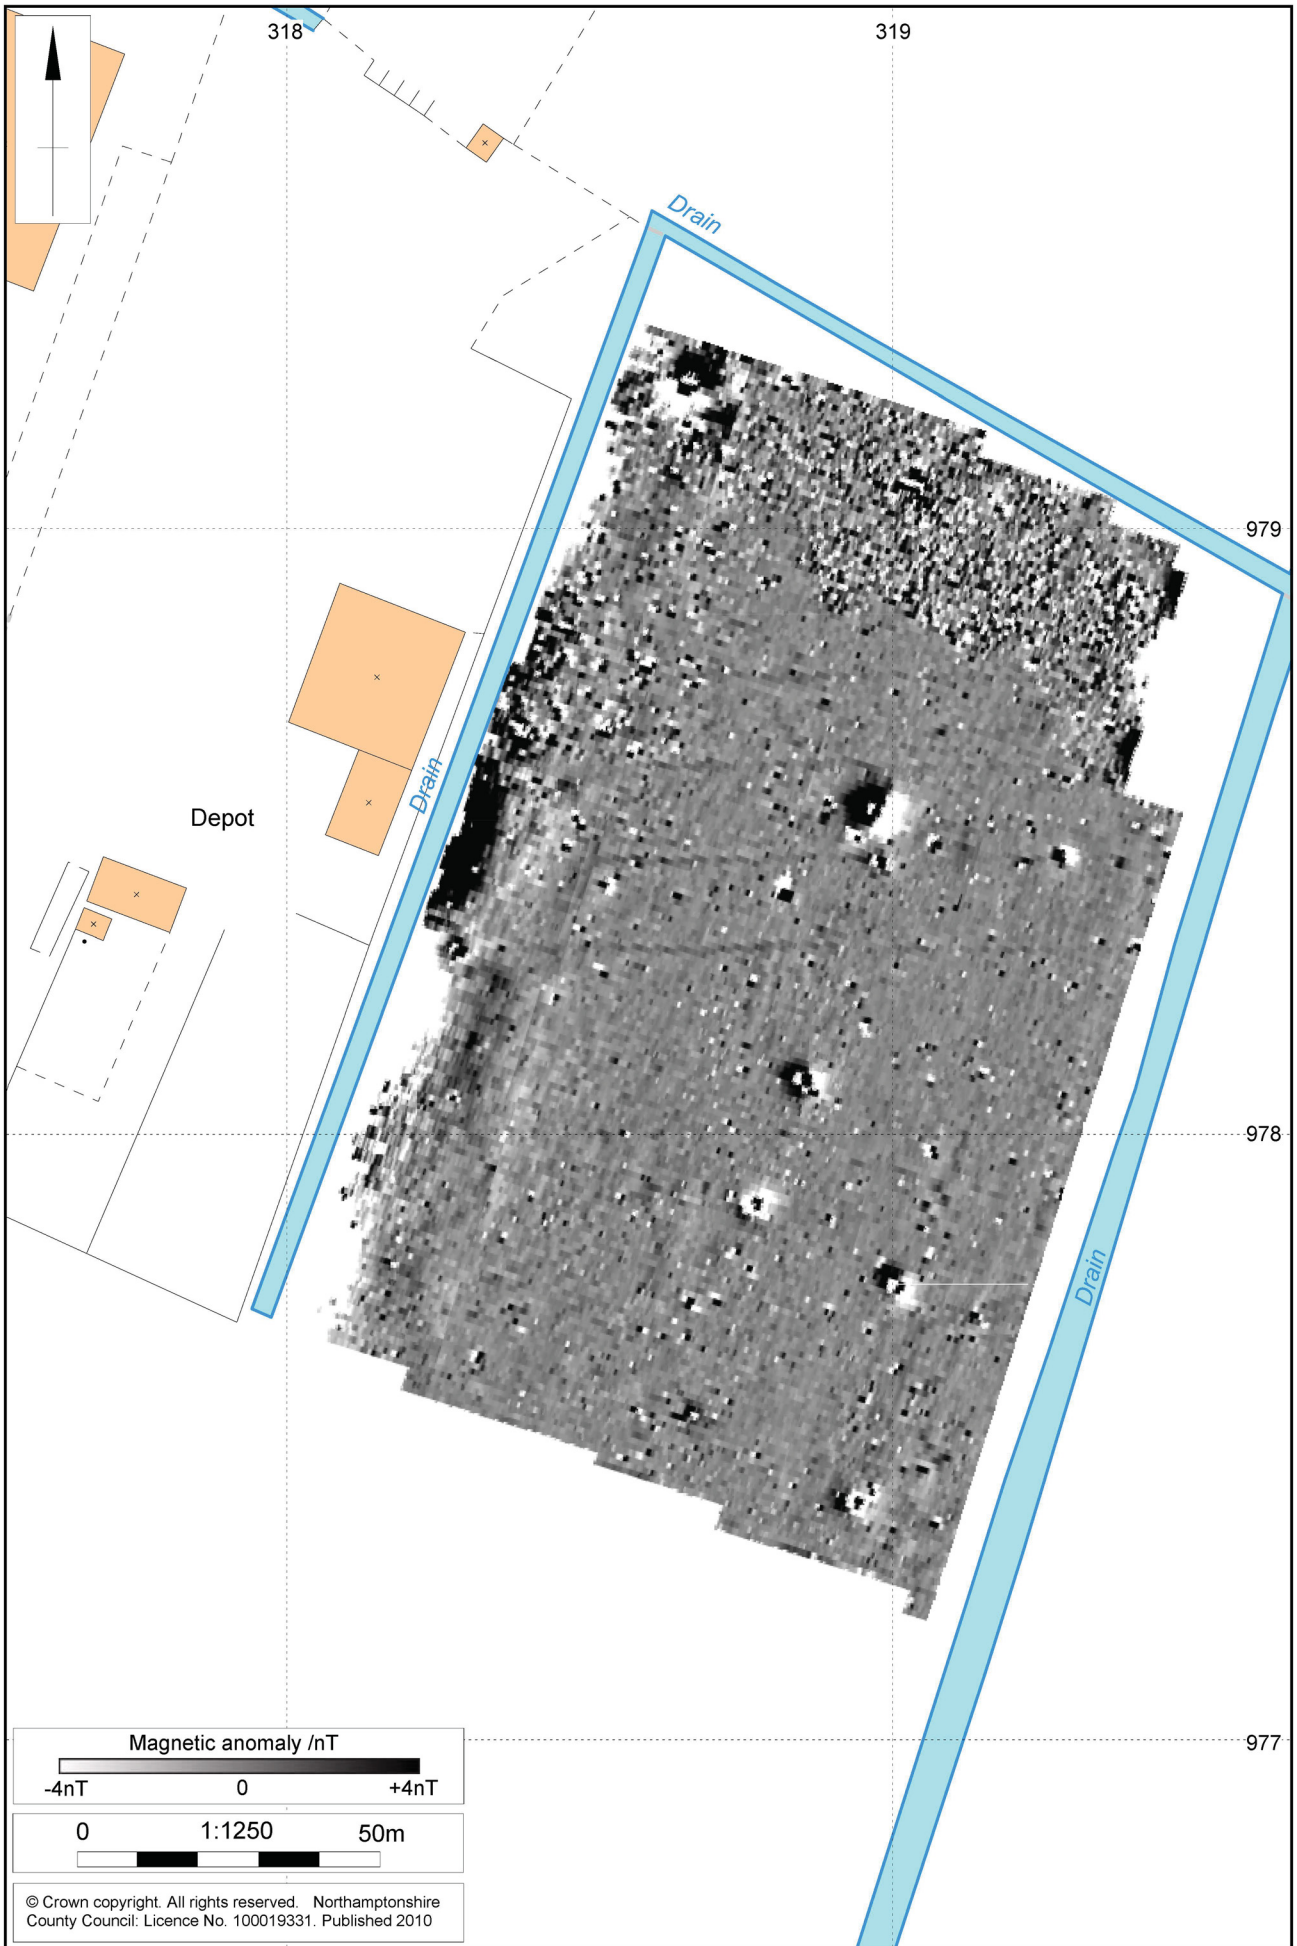 318
319
Drain
979
Drain
Depot
978
Drain
977
Magnetic anomaly /nT
-4nT 0 +4nT
0 1:1250 50m
© Crown copyright. All rights reserved. Northamptonshire
County Council: Licence No. 100019331. Published 2010